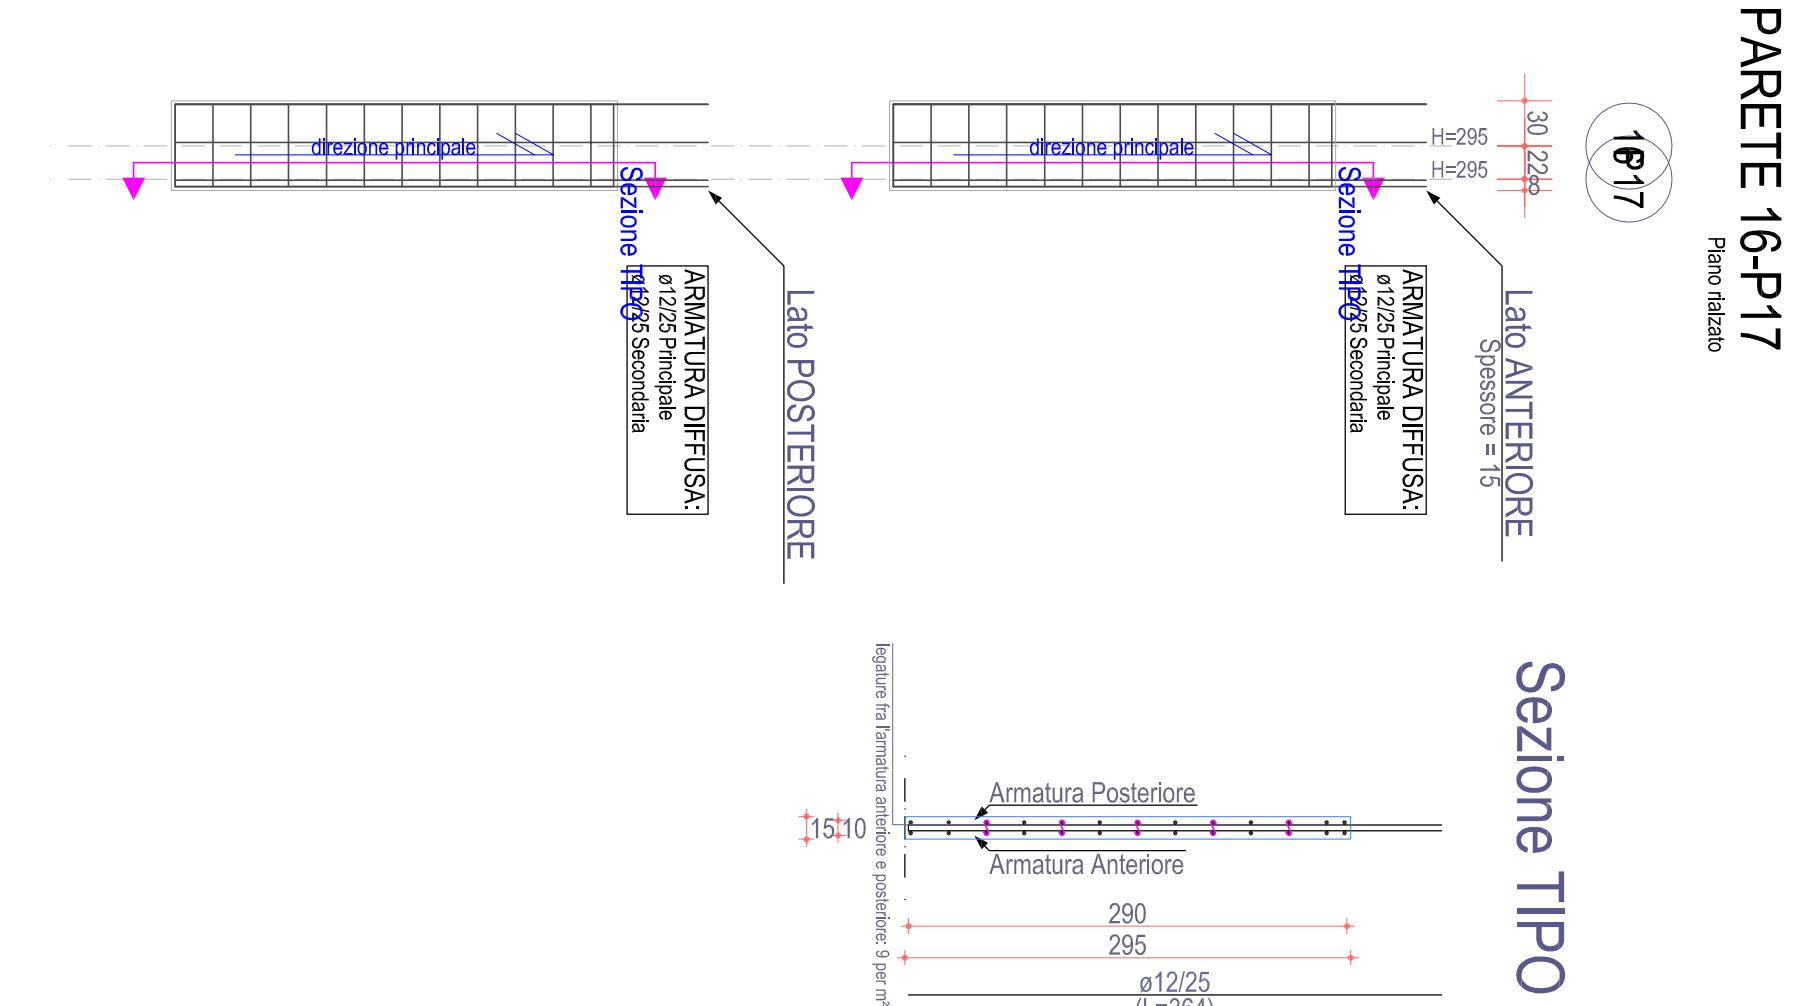 PARETE 16-P17
Piano rialzato
16
P17
30
22
8
H=295
H=295
direzione principale
direzione principale
Sezione TIPO
Sezione TIPO
Lato ANTERIORE
Spessore = 15
ARMATURA DIFFUSA:
ø12/25 Principale
ø12/25 Secondaria
Lato POSTERIORE
ARMATURA DIFFUSA:
ø12/25 Principale
ø12/25 Secondaria
Sezione TIPO
legature fra l'armatura anteriore e posteriore: 9 per m²
Armatura Posteriore
15
10
Armatura Anteriore
290
295
ø12/25
(L=364)